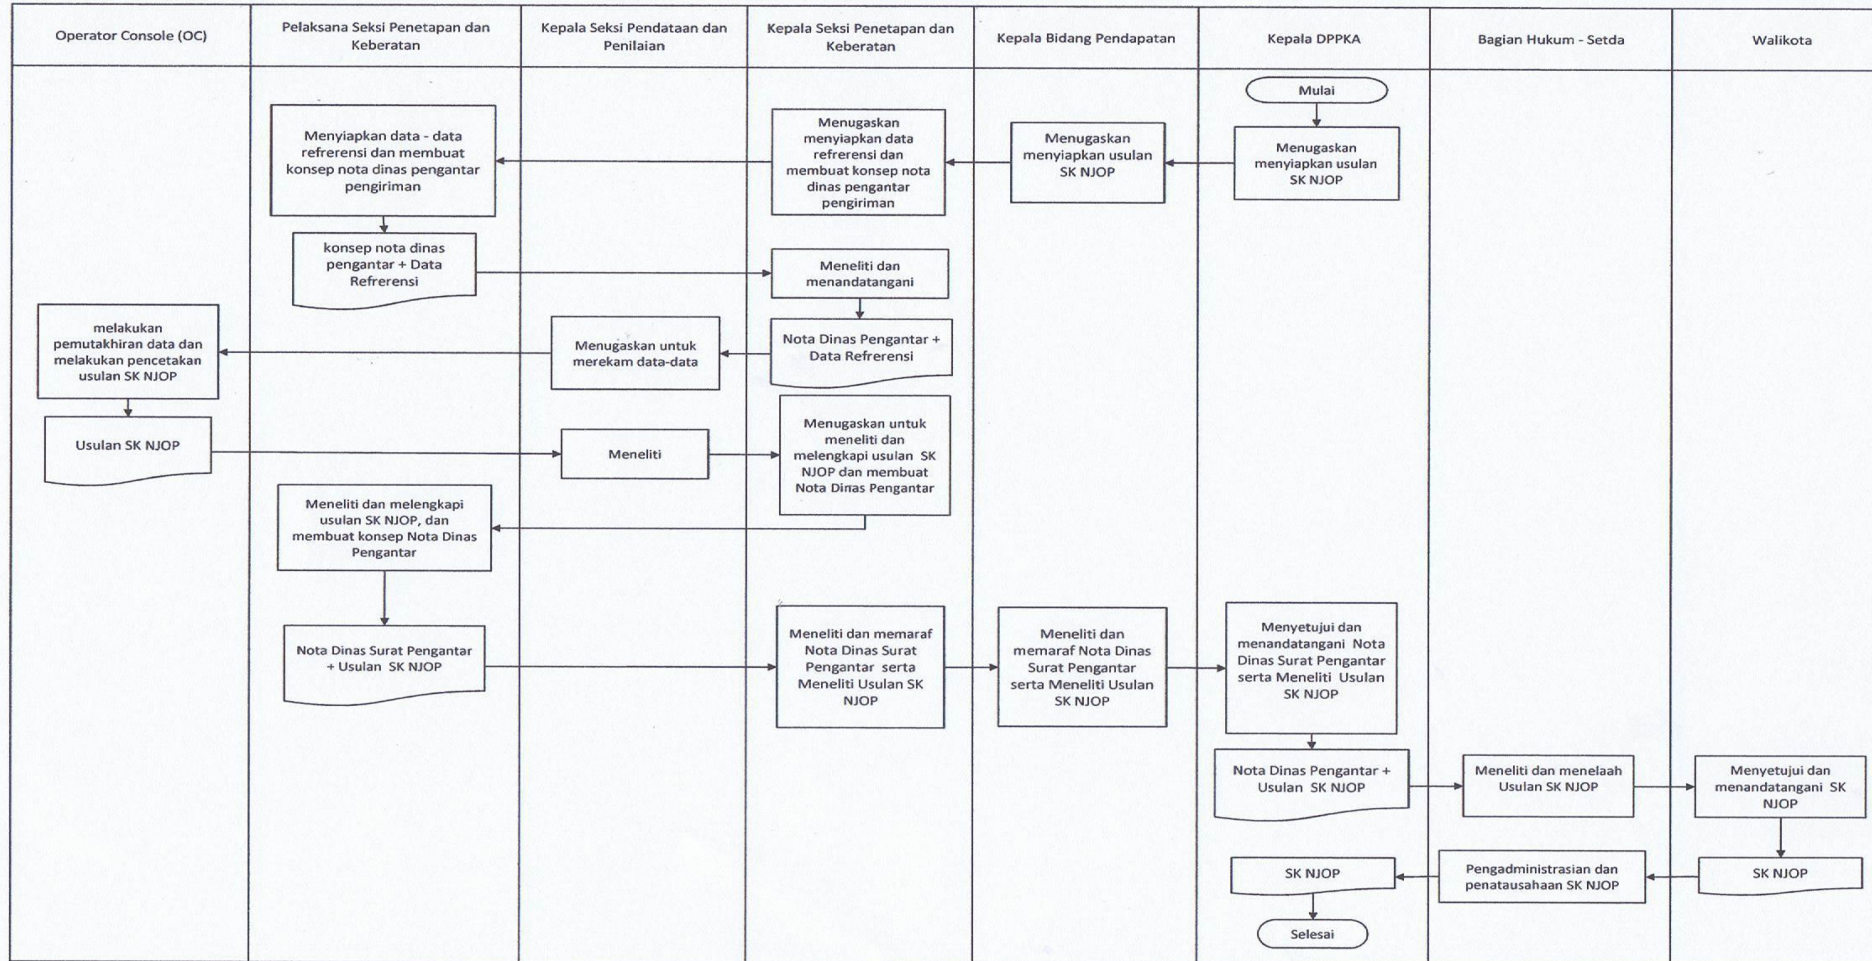 Operator Console (OC)
Pelaksana Seksi Penetapan dan
Keberatan
Kepala Seksi Pendataan dan
Penilaian
Kepala Seksi Penetapan dan
Keberatan
Kepala Bidang Pendapatan
Kepala DPPKA
Bagian Hukum - Setda
Walikota
Mulai
Menugaskan
menyiapkan usulan
SK NJOP
Menugaskan
menyiapkan usulan
SK NJOP
Menugaskan
menyiapkan data
refrerensi dan
membuat konsep nota
dinas pengantar
pengiriman
Menyiapkan data - data
refrerensi dan membuat
konsep nota dinas pengantar
pengiriman
konsep nota dinas
pengantar + Data
Refrerensi
Meneliti dan
menandatangani
Nota Dinas Pengantar +
Data Refrerensi
Menugaskan untuk
merekam data-data
melakukan
pemutakhiran data dan
melakukan pencetakan
usulan SK NJOP
Usulan SK NJOP
Meneliti
Menugaskan untuk
meneliti dan
melengkapi usulan SK
NJOP dan membuat
Nota Dinas Pengantar
Meneliti dan melengkapi
usulan SK NJOP, dan
membuat konsep Nota Dinas
Pengantar
Nota Dinas Surat Pengantar
+ Usulan SK NJOP
Meneliti dan memaraf
Nota Dinas Surat
Pengantar serta
Meneliti Usulan SK
NJOP
Meneliti dan
memaraf Nota Dinas
Surat Pengantar
serta Meneliti Usulan
SK NJOP
Menyetujui dan
menandatangani Nota
Dinas Surat Pengantar
serta Meneliti Usulan
SK NJOP
Nota Dinas Pengantar +
Usulan SK NJOP
Meneliti dan menelaah
Usulan SK NJOP
Menyetujui dan
menandatangani SK
NJOP
SK NJOP
Pengadministrasian dan
penatausahaan SK NJOP
SK NJOP
Selesai